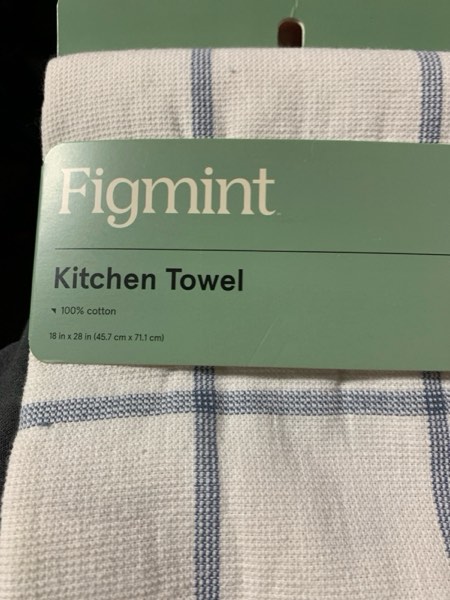 Figmint
Kitchen Towel
100% cotton
18 in x 28 in (45.7 cm x 71.1 cm)